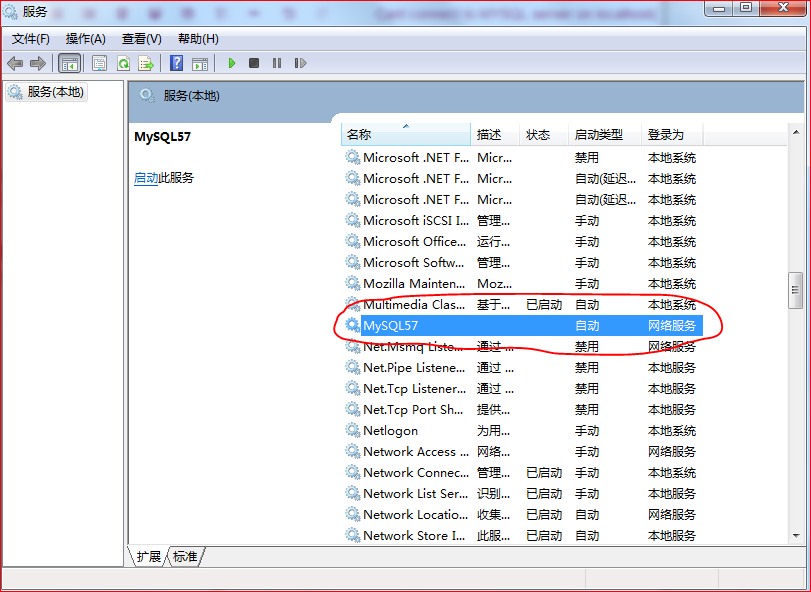 服务
Can't connect to MYSQL server on localhost
文件(F) 操作(A) 查看(V) 帮助(H)
服务(本地)
服务(本地)
MySQL57
启动此服务
名称 描述 状态 启动类型 登录为
Microsoft .NET F... Micr... 禁用 本地系统
Microsoft .NET F... Micr... 自动(延迟... 本地系统
Microsoft .NET F... Micr... 自动(延迟... 本地系统
Microsoft iSCSI I... 管理... 手动 本地系统
Microsoft Office... 运行... 手动 本地系统
Microsoft Softw... 管理... 手动 本地系统
Mozilla Mainten... Moz... 手动 本地系统
Multimedia Clas... 基于... 已启动 自动 本地系统
MySQL57 自动 网络服务
Net.Msmq Liste... 通过 ... 禁用 网络服务
Net.Pipe Listene... 通过 ... 禁用 本地服务
Net.Tcp Listener... 通过 ... 禁用 本地服务
Net.Tcp Port Sh... 提供... 禁用 本地服务
Netlogon 为用... 手动 本地系统
Network Access ... 网络... 手动 网络服务
Network Connec... 管理... 已启动 手动 本地系统
Network List Ser... 识别... 已启动 手动 本地服务
Network Locatio... 收集... 已启动 自动 网络服务
Network Store I... 此服... 已启动 自动 本地服务
扩展 标准